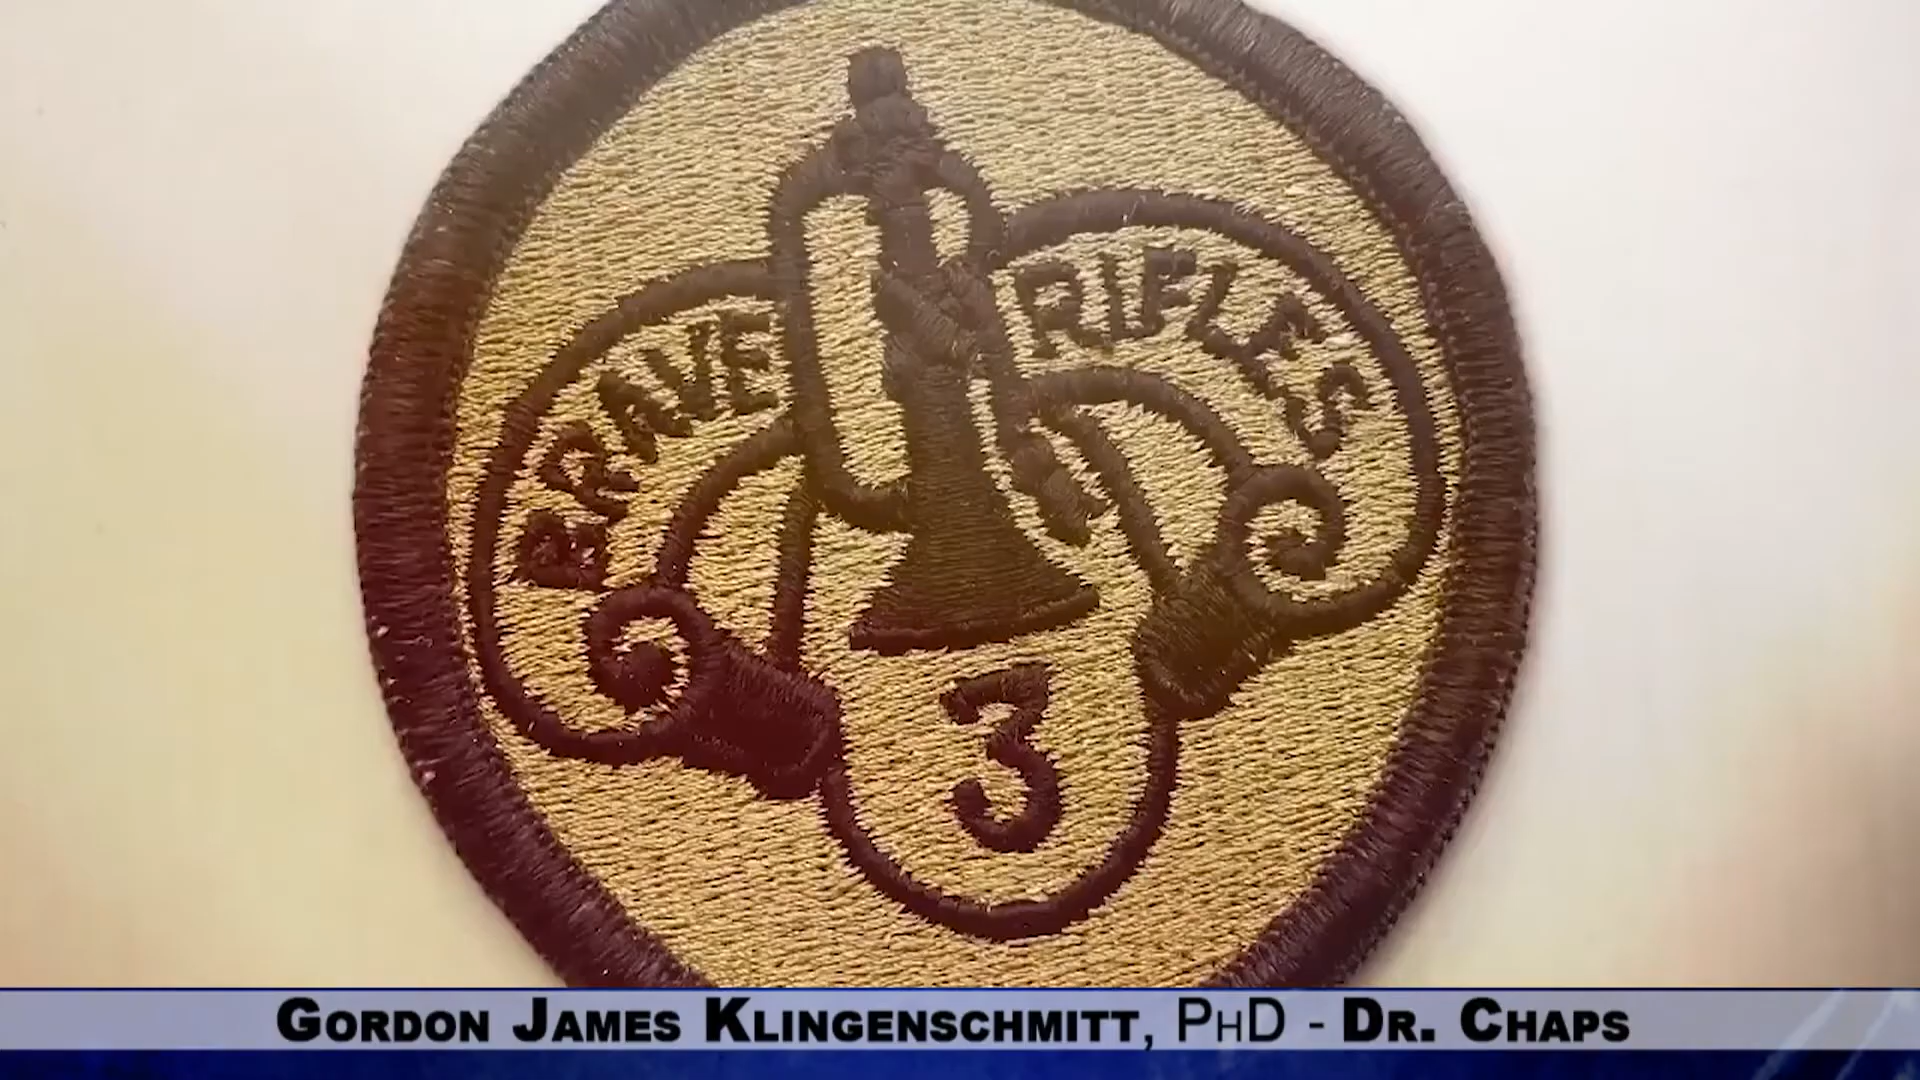 BRAVE RIFLES
3
GORDON JAMES KLINGENSCHMITT, PHD - DR. CHAPS